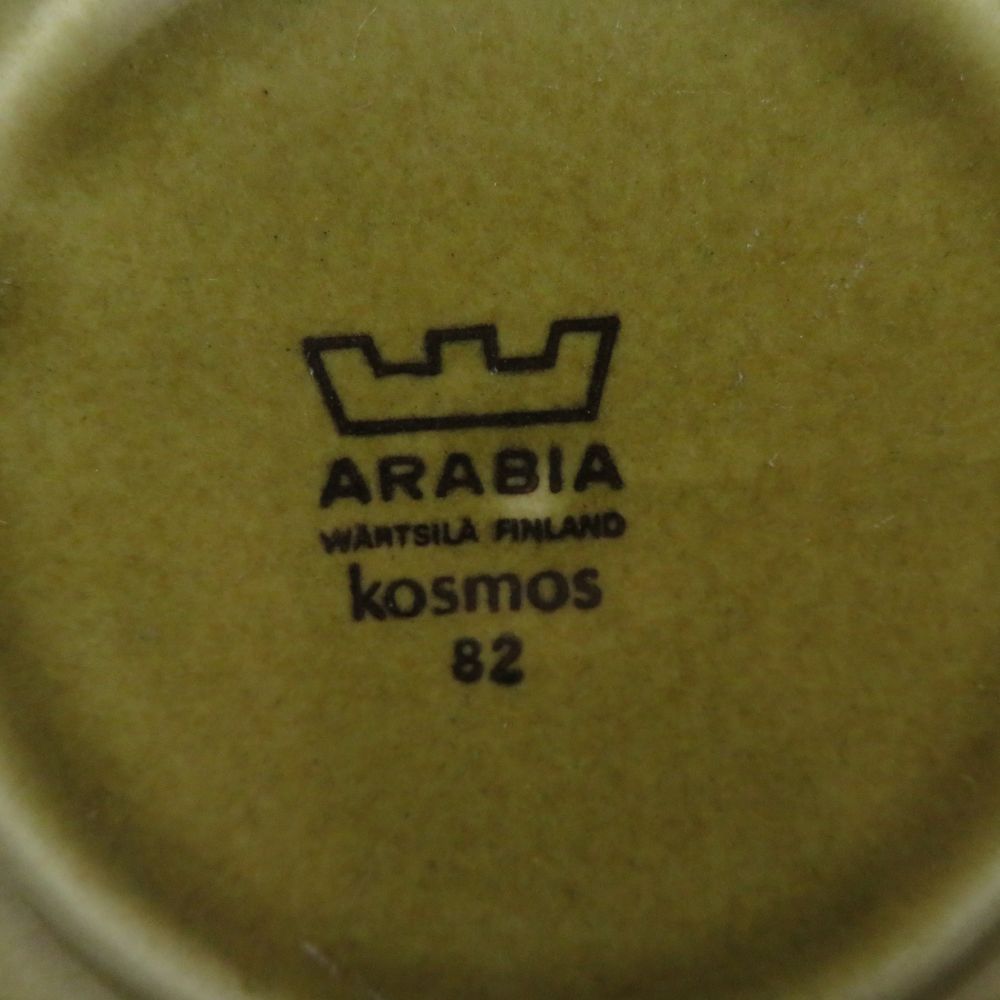 ARABIA
WÄRTSILÄ FINLAND
kosmos
82